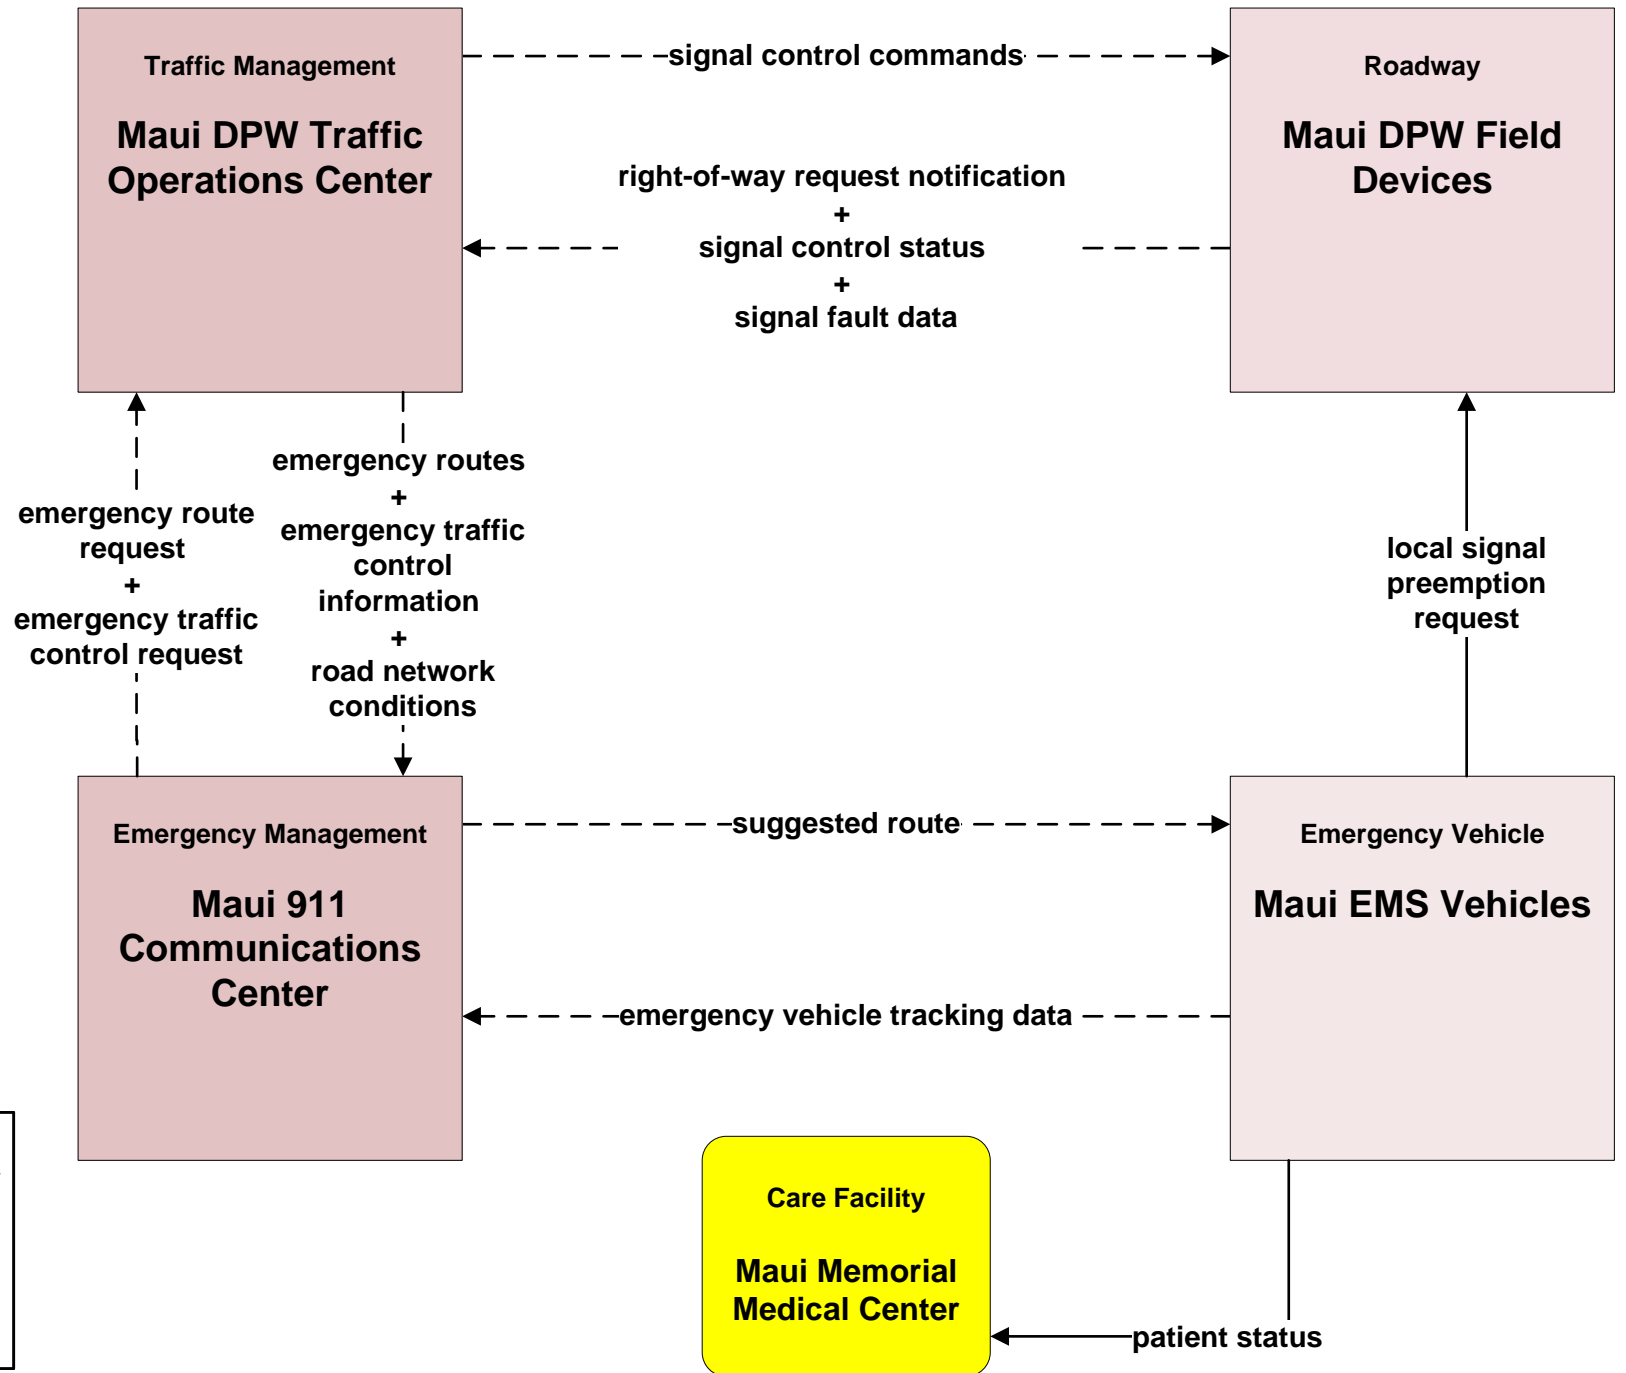 Traffic Management
Maui DPW Traffic
Operations Center
signal control commands
Roadway
Maui DPW Field
Devices
right-of-way request notification
+
signal control status
+
signal fault data
emergency route
request
+
emergency traffic
control request
emergency routes
+
emergency traffic
control
information
+
road network
conditions
local signal
preemption
request
Emergency Management
Maui 911
Communications
Center
suggested route
Emergency Vehicle
Maui EMS Vehicles
emergency vehicle tracking data
Care Facility
Maui Memorial
Medical Center
patient status